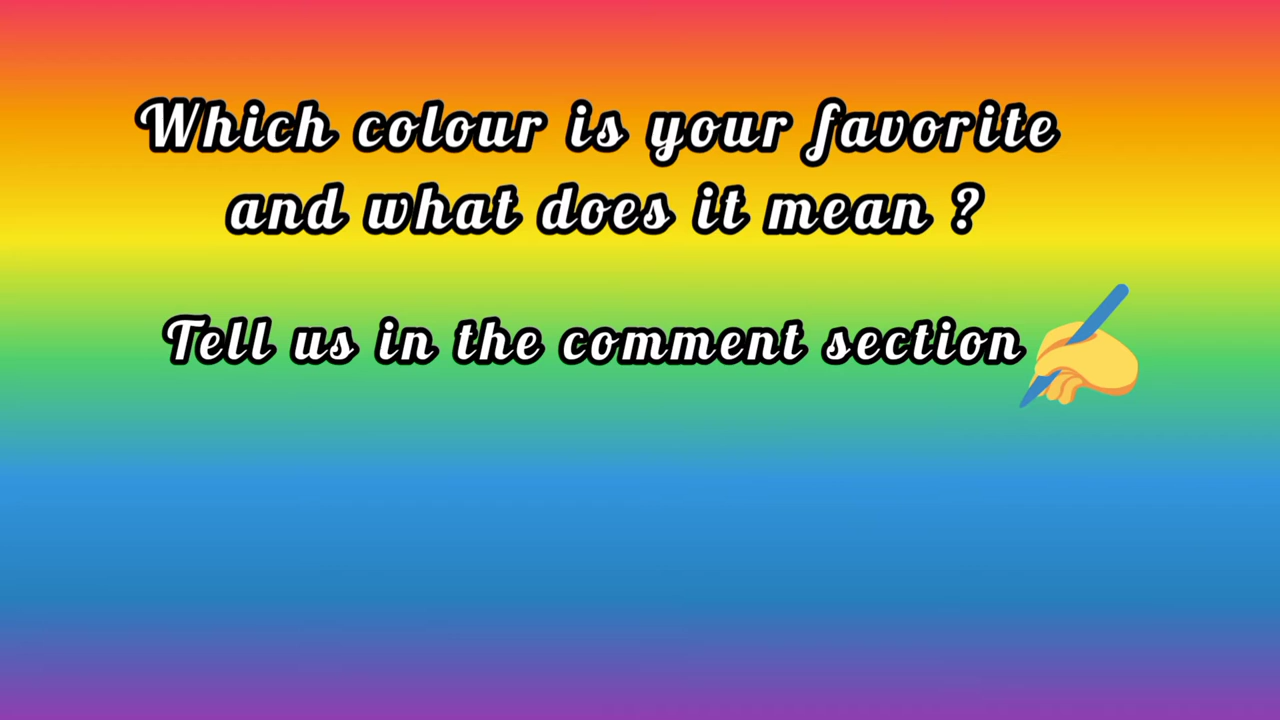 Which colour is your favorite
and what does it mean ?
Tell us in the comment section